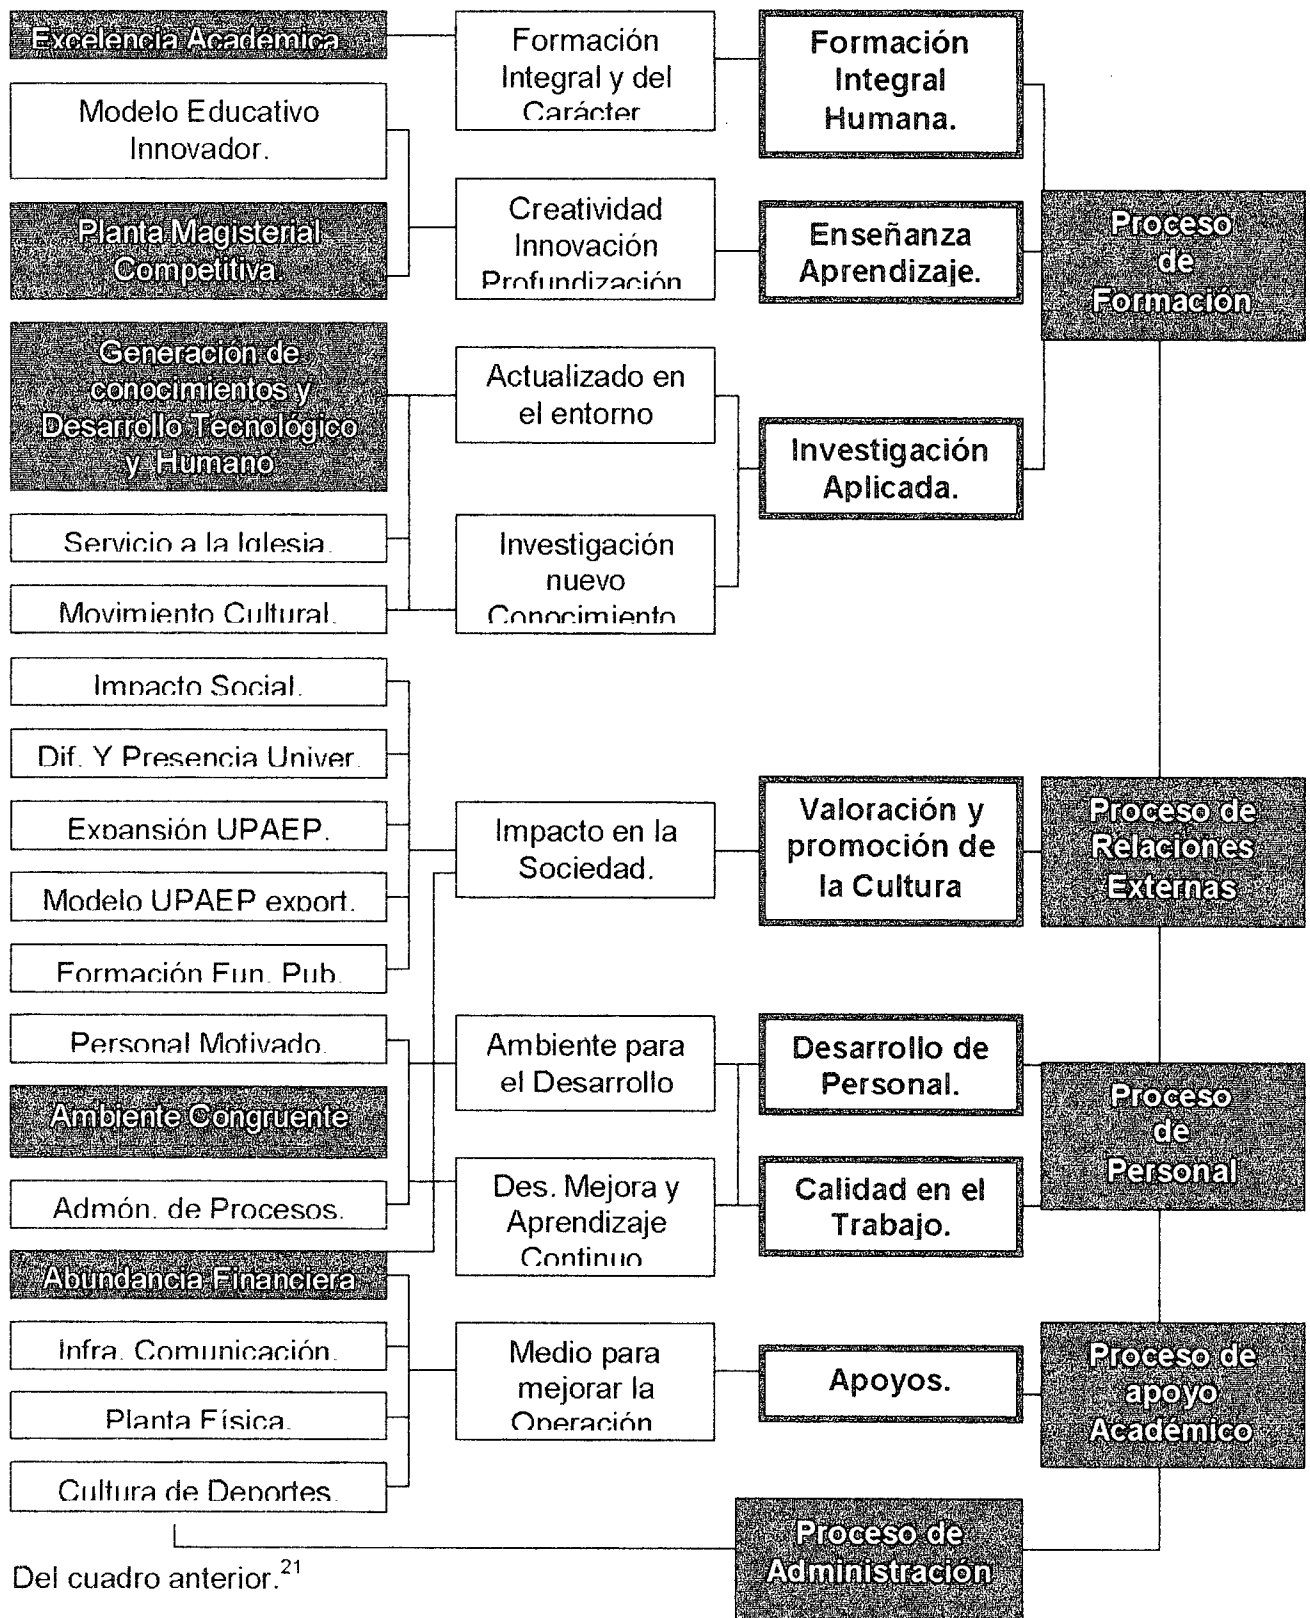 Excelencia Académica
Modelo Educativo
Innovador.
Planta Magisterial
Competitiva.
Generación de
conocimientos y
Desarrollo Tecnológico
y Humano
Servicio a la Iglesia.
Movimiento Cultural.
Impacto Social.
Dif. Y Presencia Univer.
Expansión UPAEP.
Modelo UPAEP export.
Formación Fun. Pub.
Personal Motivado.
Ambiente Congruente
Admón. de Procesos.
Abundancia Financiera
Infra. Comunicación.
Planta Física.
Cultura de Deportes.
Formación
Integral y del
Carácter
Creatividad
Innovación
Profundización
Actualizado en
el entorno
Investigación
nuevo
Conocimiento
Impacto en la
Sociedad.
Ambiente para
el Desarrollo
Des. Mejora y
Aprendizaje
Continuo
Medio para
mejorar la
Operación
Formación
Integral
Humana.
Enseñanza
Aprendizaje.
Investigación
Aplicada.
Valoración y
promoción de
la Cultura
Desarrollo de
Personal.
Calidad en el
Trabajo.
Apoyos.
Proceso
de
Formación
Proceso de
Relaciones
Externas
Proceso
de
Personal
Proceso de
apoyo
Académico
Proceso de
Administración
Del cuadro anterior.21